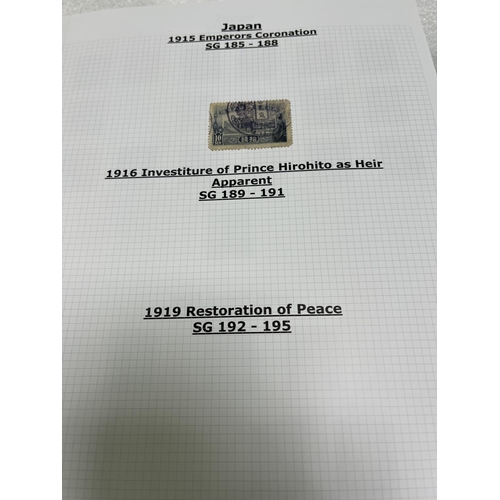 Japan
1915 Emperors Coronation
SG 185 - 188
10
1916 Investiture of Prince Hirohito as Heir
Apparent
SG 189 - 191
1919 Restoration of Peace
SG 192 - 195